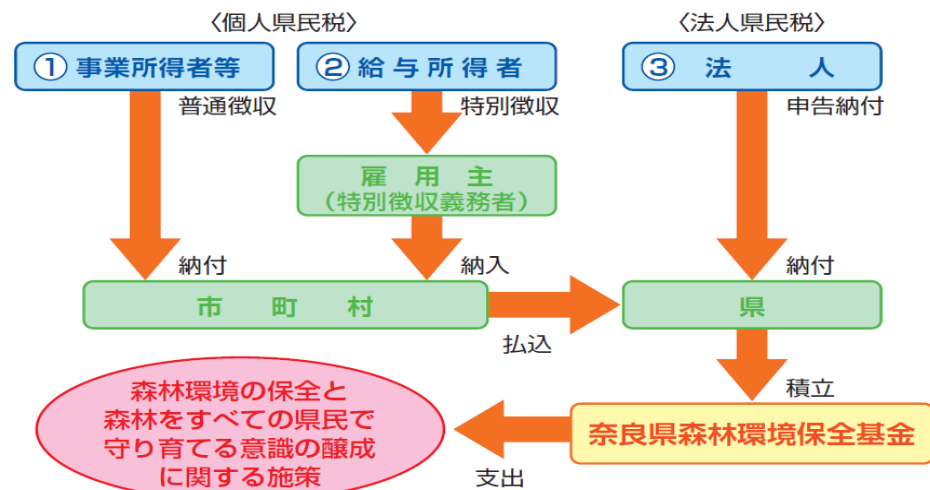 〈個人県民税〉
〈法人県民税〉
① 事業所得者等
② 給与所得者
③ 法人
普通徴収
特別徴収
申告納付
雇用主
（特別徴収義務者）
納付
納入
納付
市町村
県
払込
積立
森林環境の保全と
森林をすべての県民で
守り育てる意識の醸成
に関する施策
奈良県森林環境保全基金
支出